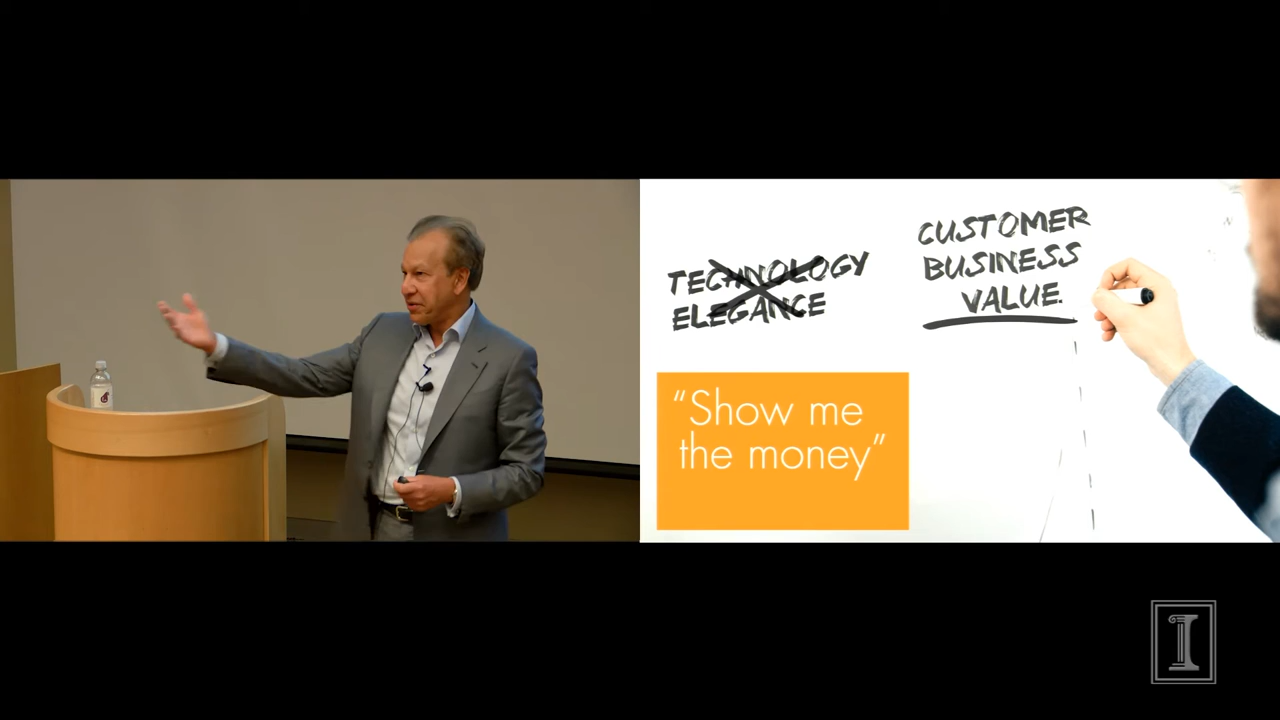 TECHNOLOGY
ELEGANCE
CUSTOMER
BUSINESS
VALUE.
“Show me
the money”
I